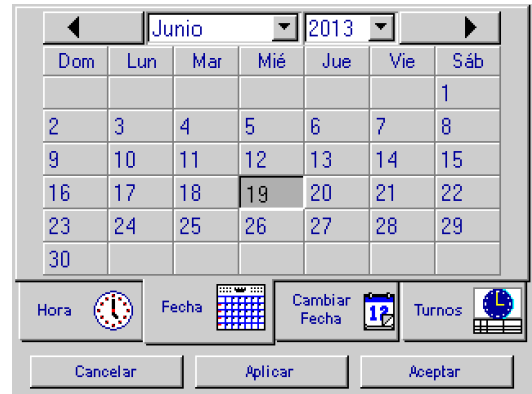 Junio 2013
Dom Lun Mar Mié Jue Vie Sáb
1
2 3 4 5 6 7 8
9 10 11 12 13 14 15
16 17 18 19 20 21 22
23 24 25 26 27 28 29
30
Hora Fecha Cambiar Fecha 12 Turnos
Cancelar Aplicar Aceptar